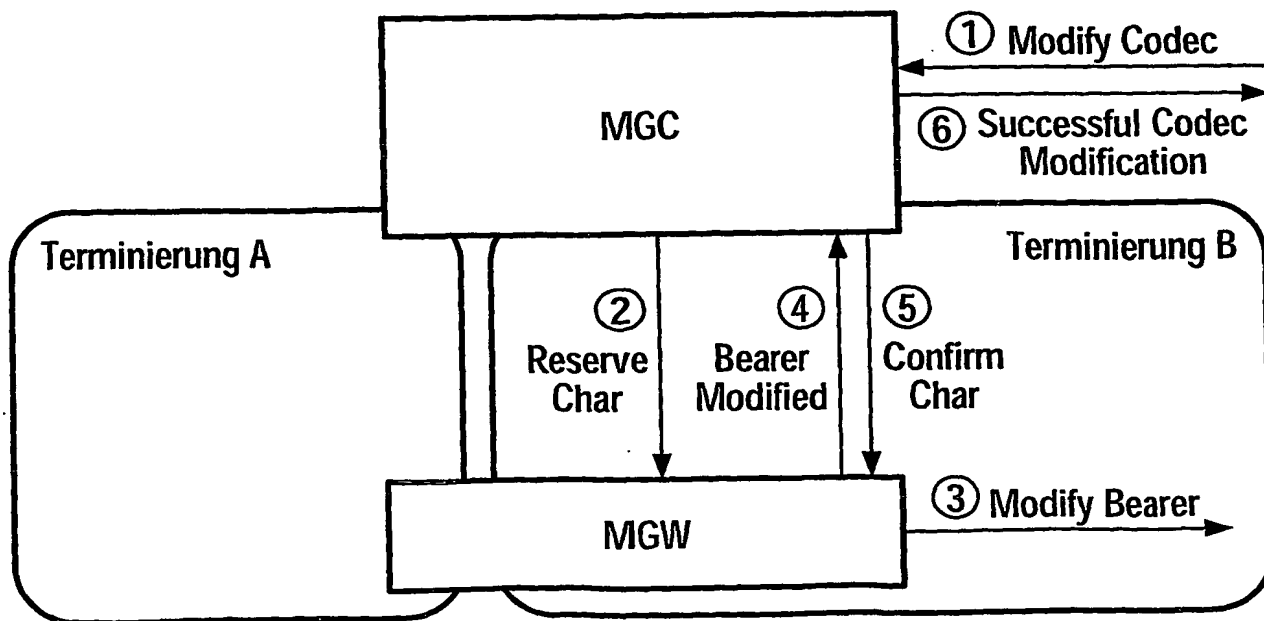 ① Modify Codec
MGC
⑥ Successful Codec
Modification
Terminierung A
Terminierung B
②
Reserve
Char
④
Bearer
Modified
⑤
Confirm
Char
③ Modify Bearer
MGW